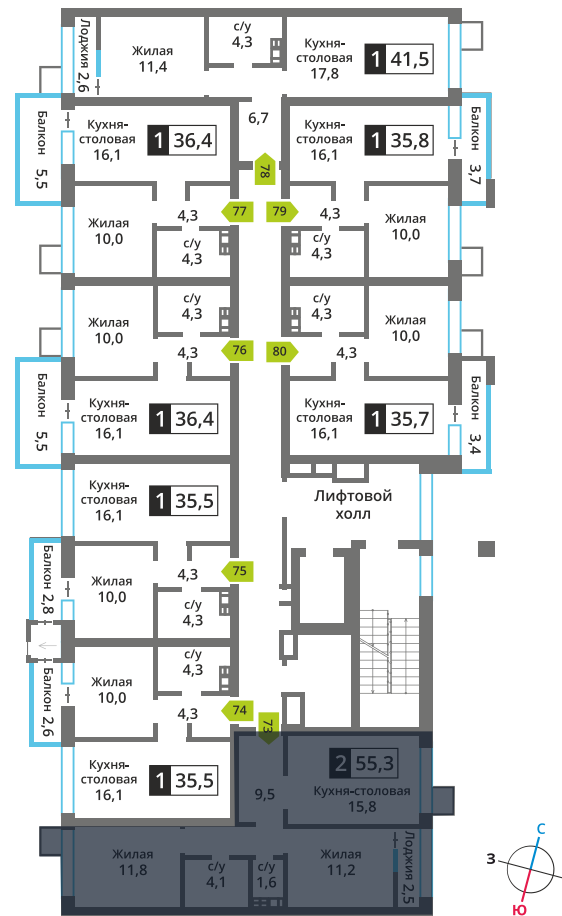 Лоджия 2,6
Жилая
11,4
с/у
4,3
Кухня-
столовая
17,8
1 41,5
6,7
Балкон 5,5
Кухня-
столовая
16,1
1 36,4
Кухня-
столовая
16,1
1 35,8
Балкон 3,7
78
Жилая
10,0
4,3
77
79
4,3
Жилая
10,0
с/у
4,3
с/у
4,3
Жилая
10,0
с/у
4,3
с/у
4,3
Жилая
10,0
4,3
76
80
4,3
Балкон 5,5
Кухня-
столовая
16,1
1 36,4
Кухня-
столовая
16,1
1 35,7
Балкон 3,4
Кухня-
столовая
16,1
1 35,5
Лифтовой
холл
Балкон 2,8
Жилая
10,0
4,3
75
с/у
4,3
Балкон 2,6
Жилая
10,0
с/у
4,3
4,3
74
73
Кухня-
столовая
16,1
1 35,5
9,5
2 55,3
Кухня-столовая
15,8
Жилая
11,8
с/у
4,1
с/у
1,6
Жилая
11,2
Лоджия 2,5
С
З
В
Ю